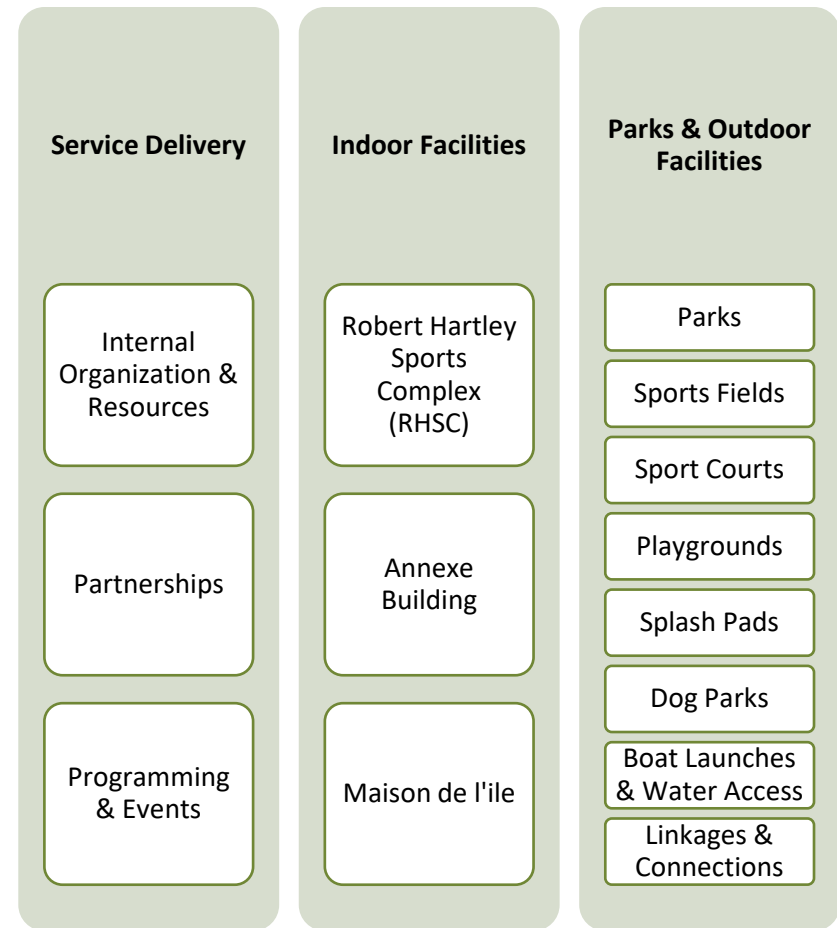 Service Delivery
Internal
Organization &
Resources
Partnerships
Programming
& Events
Indoor Facilities
Robert Hartley
Sports
Complex
(RHSC)
Annexe
Building
Maison de l'ile
Parks & Outdoor
Facilities
Parks
Sports Fields
Sport Courts
Playgrounds
Splash Pads
Dog Parks
Boat Launches
& Water Access
Linkages &
Connections